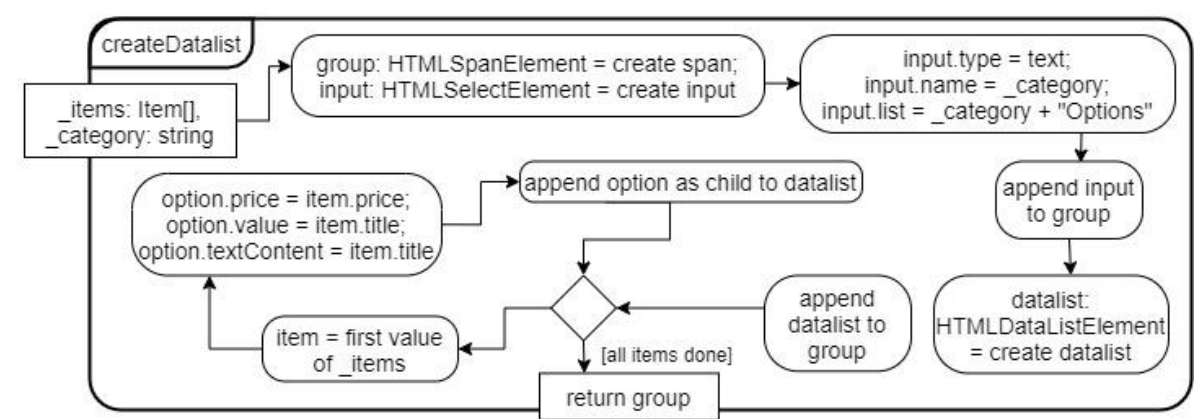 createDatalist
_items: Item[],
_category: string
group: HTMLSpanElement = create span;
input: HTMLSelectElement = create input
input.type = text;
input.name = _category;
input.list = _category + "Options"
append input
to group
datalist:
HTMLDataListElement
= create datalist
append
datalist to
group
item = first value
of _items
option.price = item.price;
option.value = item.title;
option.textContent = item.title
append option as child to datalist
[all items done]
return group